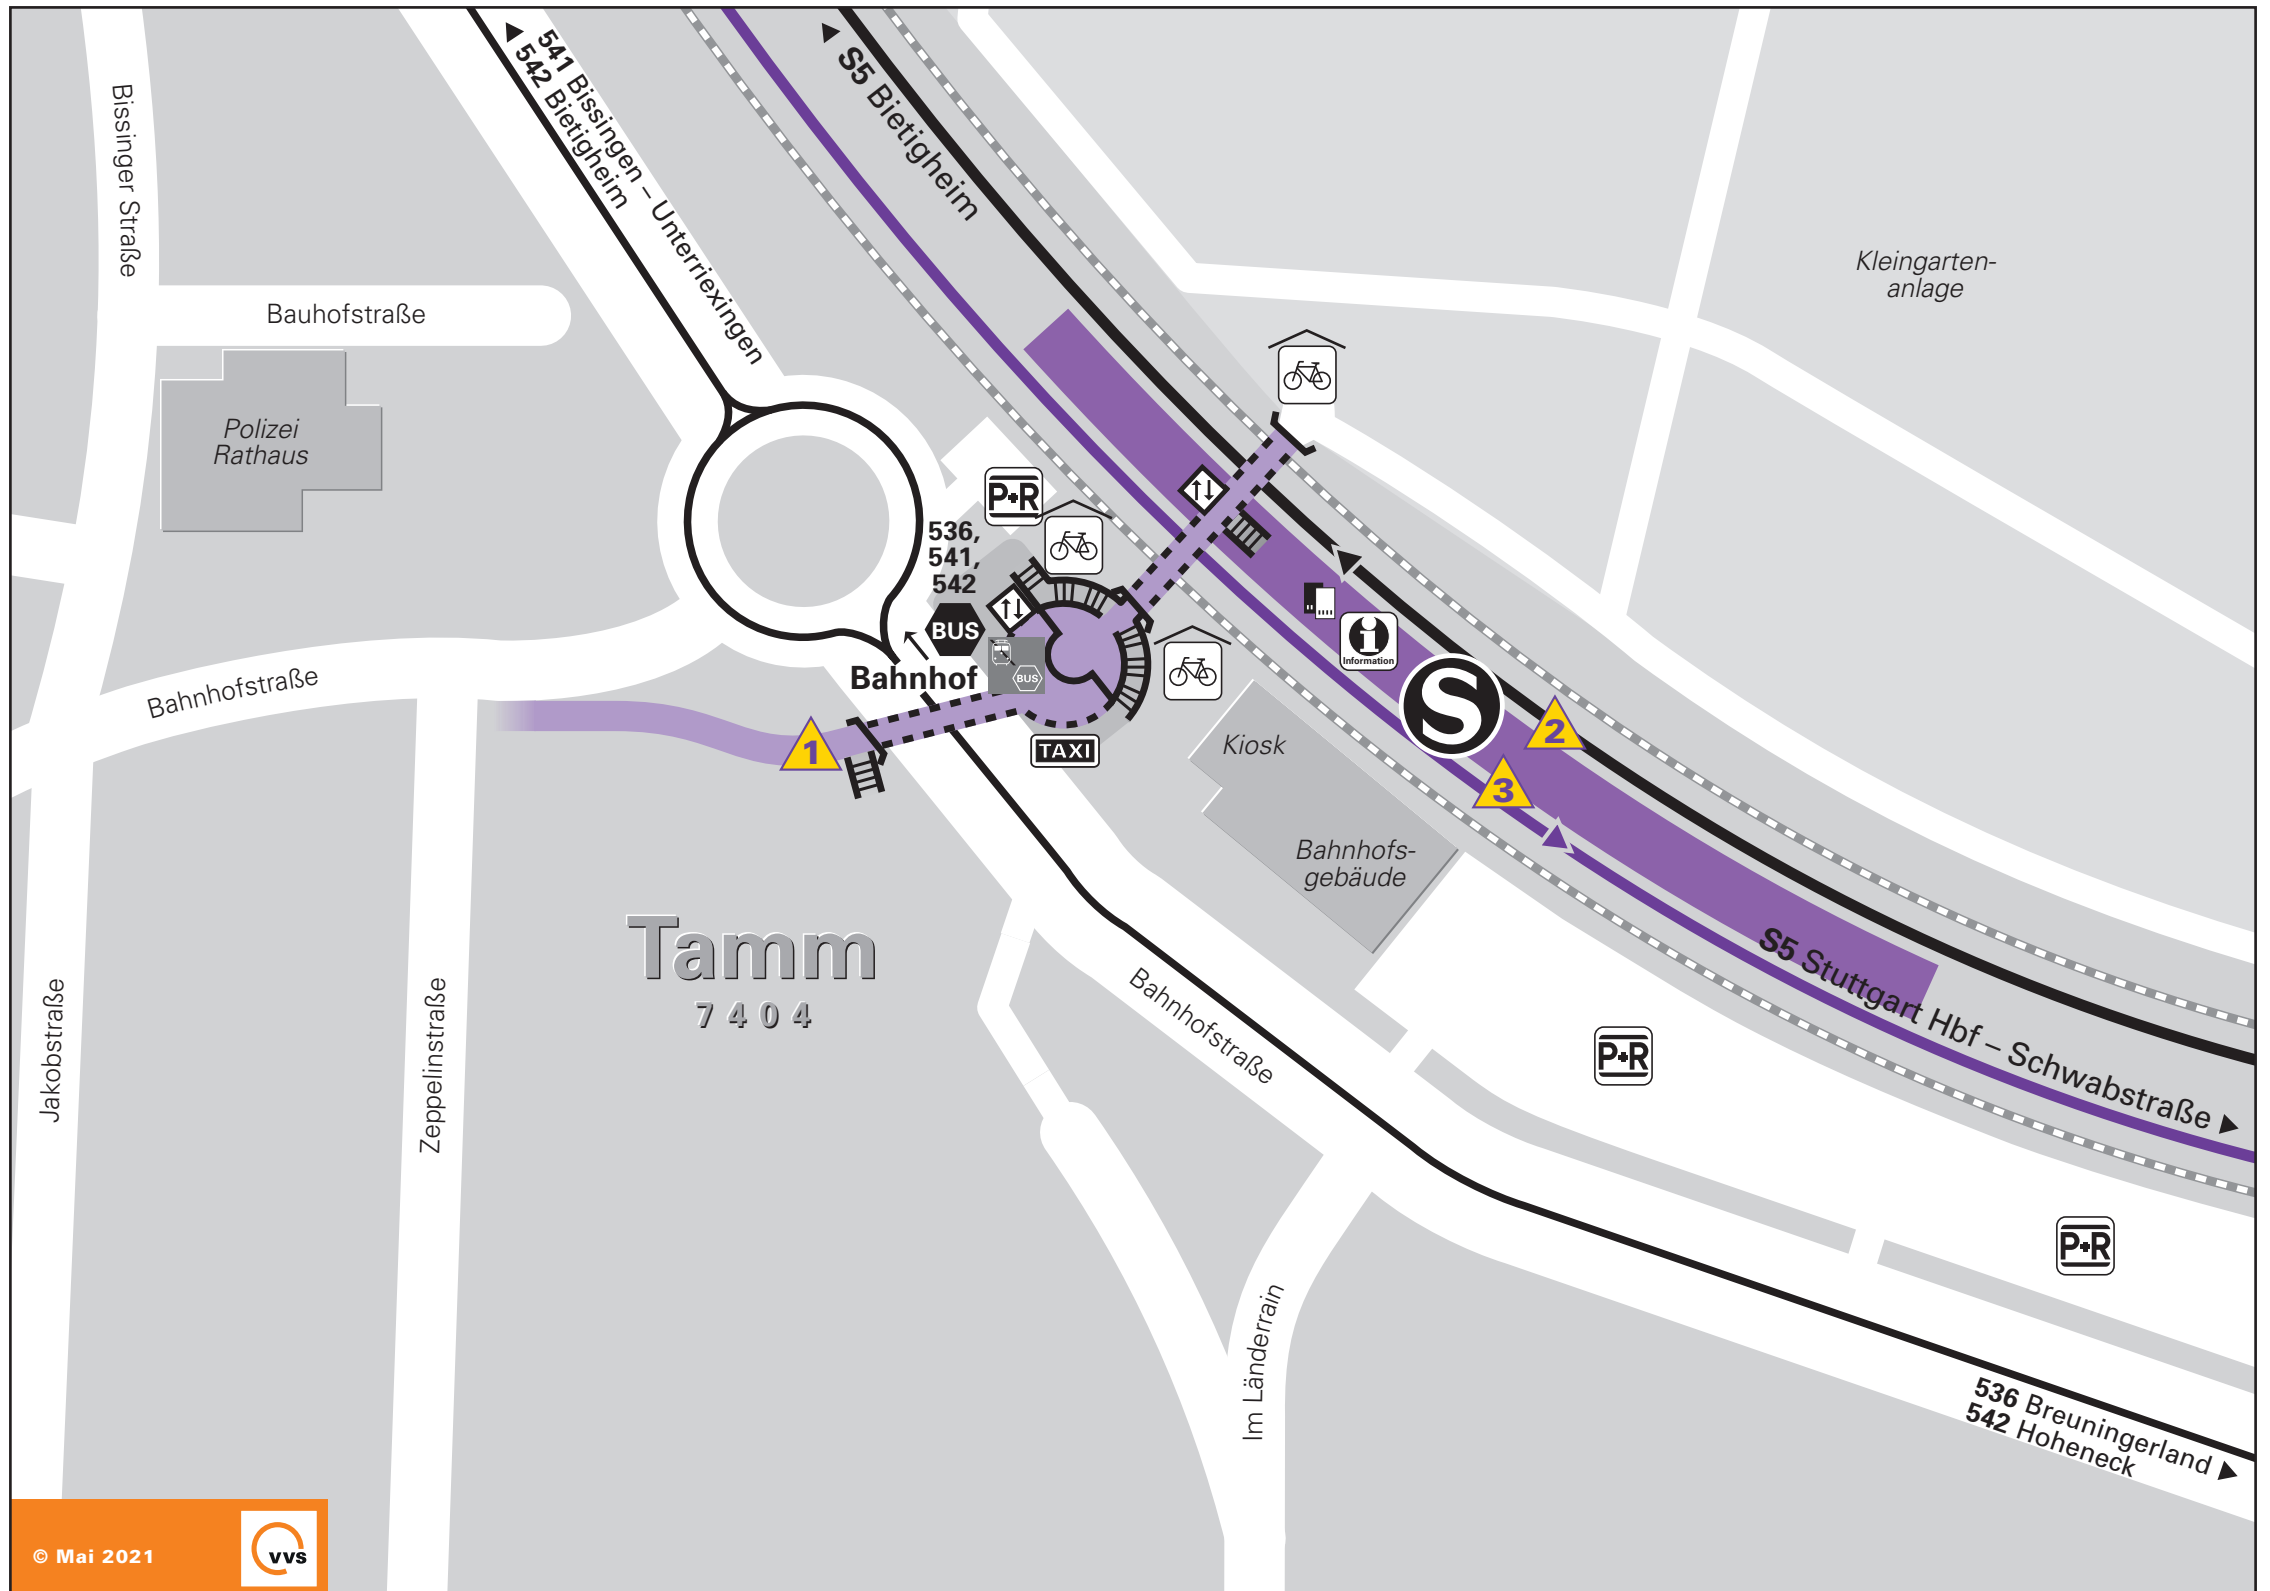 541 Bissingen – Unterriexingen
542 Bietigheim
S5 Bietigheim
Bissinger Straße
Bauhofstraße
Polizei
Rathaus
Kleingarten-
anlage
P+R
536,
541,
542
BUS
BUS
Bahnhof
TAXI
Information
S
1
2
3
Kiosk
Bahnhofs-
gebäude
Bahnhofstraße
Tamm
7404
S5 Stuttgart Hbf – Schwabstraße
Jakobstraße
Zeppelinstraße
Bahnhofstraße
P+R
P+R
Im Länderrain
536 Breuningerland
542 Hoheneck
© Mai 2021
VVS